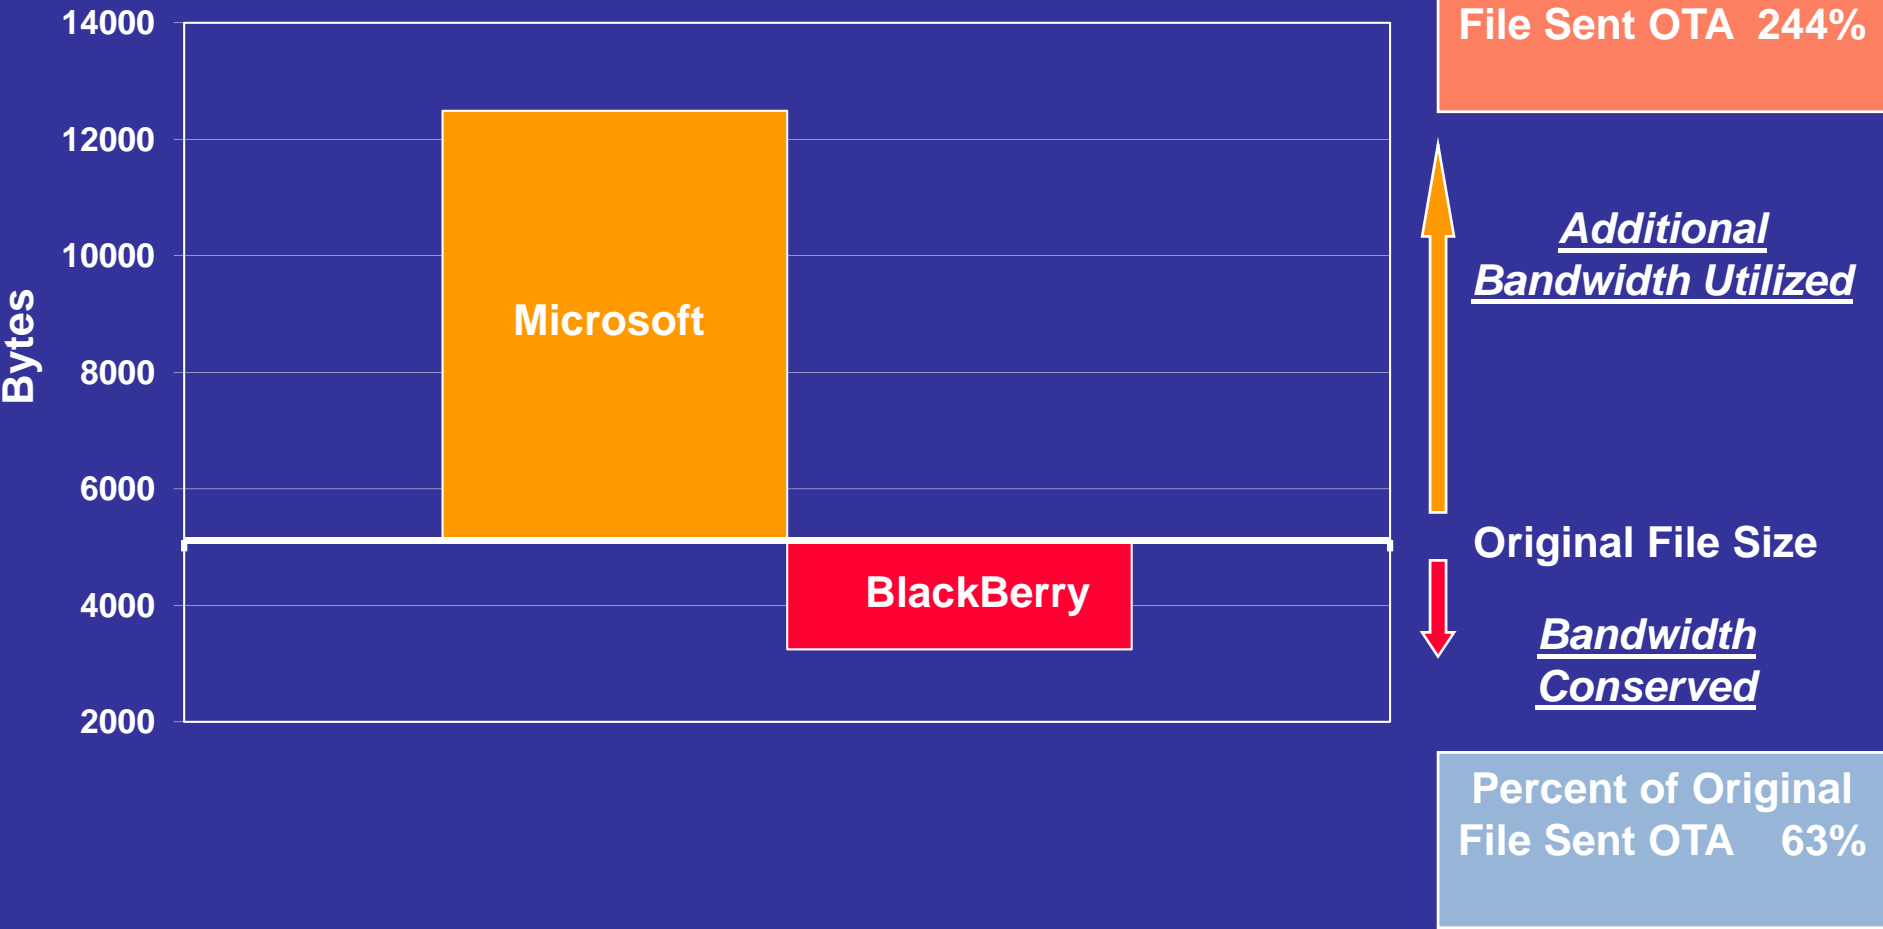 14000
12000
10000
8000
6000
4000
2000
Bytes
Microsoft
BlackBerry
File Sent OTA 244%
Additional
Bandwidth Utilized
Original File Size
Bandwidth
Conserved
Percent of Original
File Sent OTA 63%